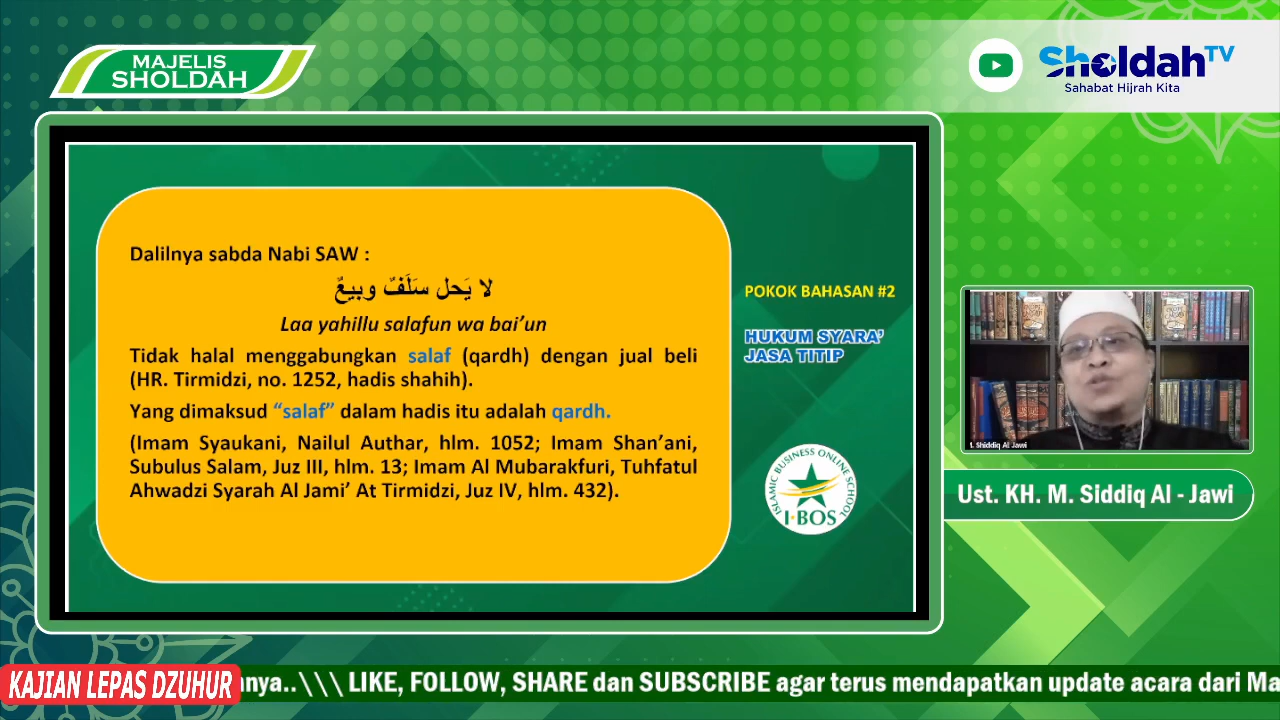 MAJELIS
SHOLDAH
Sholdah TV
Sahabat Hijrah Kita
Dalilnya sabda Nabi SAW :
لا يَحل سَلَفٌ وبيعٌ
Laa yahillu salafun wa bai’un
Tidak halal menggabungkan salaf (qardh) dengan jual beli
(HR. Tirmidzi, no. 1252, hadis shahih).
Yang dimaksud “salaf” dalam hadis itu adalah qardh.
(Imam Syaukani, Nailul Authar, hlm. 1052; Imam Shan’ani,
Subulus Salam, Juz III, hlm. 13; Imam Al Mubarakfuri, Tuhfatul
Ahwadzi Syarah Al Jami’ At Tirmidzi, Juz IV, hlm. 432).
POKOK BAHASAN #2
HUKUM SYARA’
JASA TITIP
ISLAMIC BUSINESS ONLINE SCHOOL
I·BOS
M. Shiddiq Al Jawi
Ust. KH. M. Siddiq Al - Jawi
KAJIAN LEPAS DZUHUR
nya..\\\ LIKE, FOLLOW, SHARE dan SUBSCRIBE agar terus mendapatkan update acara dari Ma